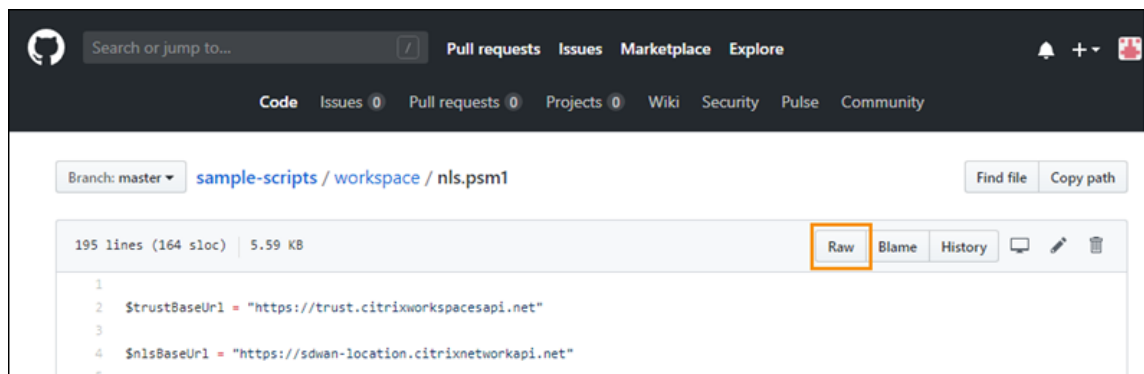 Search or jump to... / Pull requests Issues Marketplace Explore
Code Issues 0 Pull requests 0 Projects 0 Wiki Security Pulse Community
Branch: master sample-scripts / workspace / nls.psm1 Find file Copy path
195 lines (164 sloc) 5.59 KB Raw Blame History
1
2 $trustBaseUrl = "https://trust.citrixworkspacesapi.net"
3
4 $nlsBaseUrl = "https://sdwan-location.citrixnetworkapi.net"